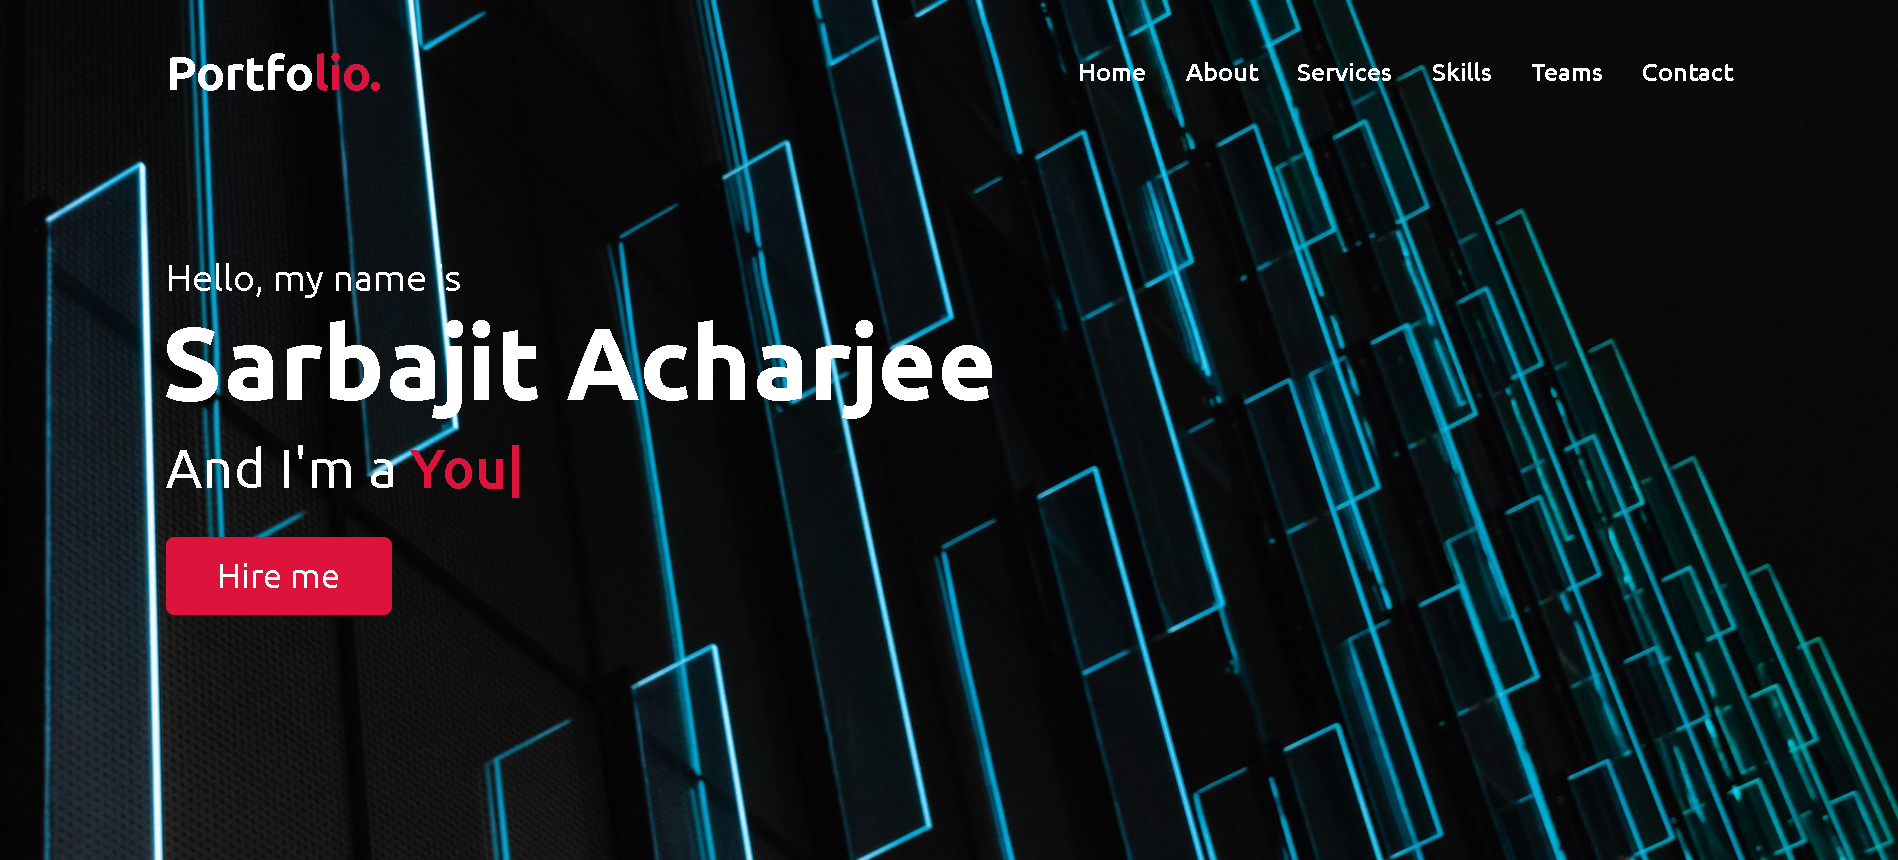 Portfolio.
Home About Services Skills Teams Contact
Hello, my name is
Sarbajit Acharjee
And I'm a You|
Hire me